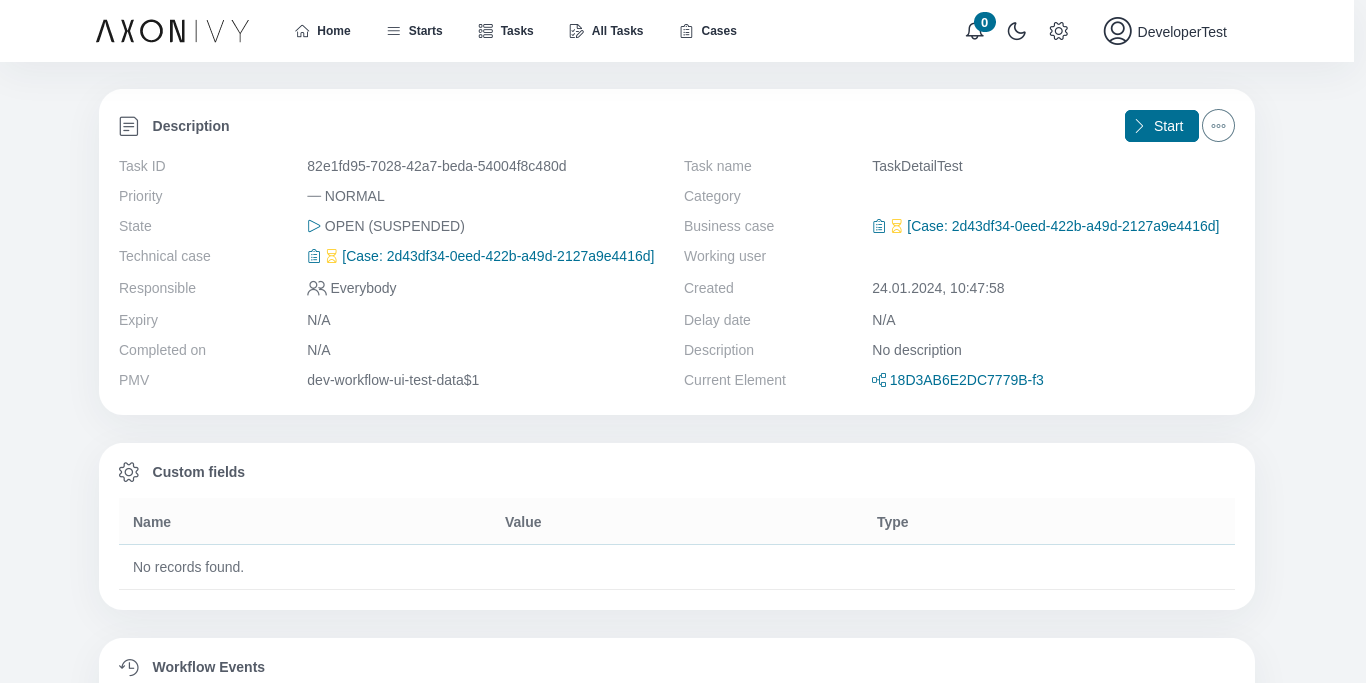 AXONIVY Home Starts Tasks All Tasks Cases 0 DeveloperTest
Description Start
Task ID 82e1fd95-7028-42a7-beda-54004f8c480d Task name TaskDetailTest
Priority — NORMAL Category
State OPEN (SUSPENDED) Business case [Case: 2d43df34-0eed-422b-a49d-2127a9e4416d]
Technical case [Case: 2d43df34-0eed-422b-a49d-2127a9e4416d] Working user
Responsible Everybody Created 24.01.2024, 10:47:58
Expiry N/A Delay date N/A
Completed on N/A Description No description
PMV dev-workflow-ui-test-data$1 Current Element 18D3AB6E2DC7779B-f3
Custom fields
Name Value Type
No records found.
Workflow Events